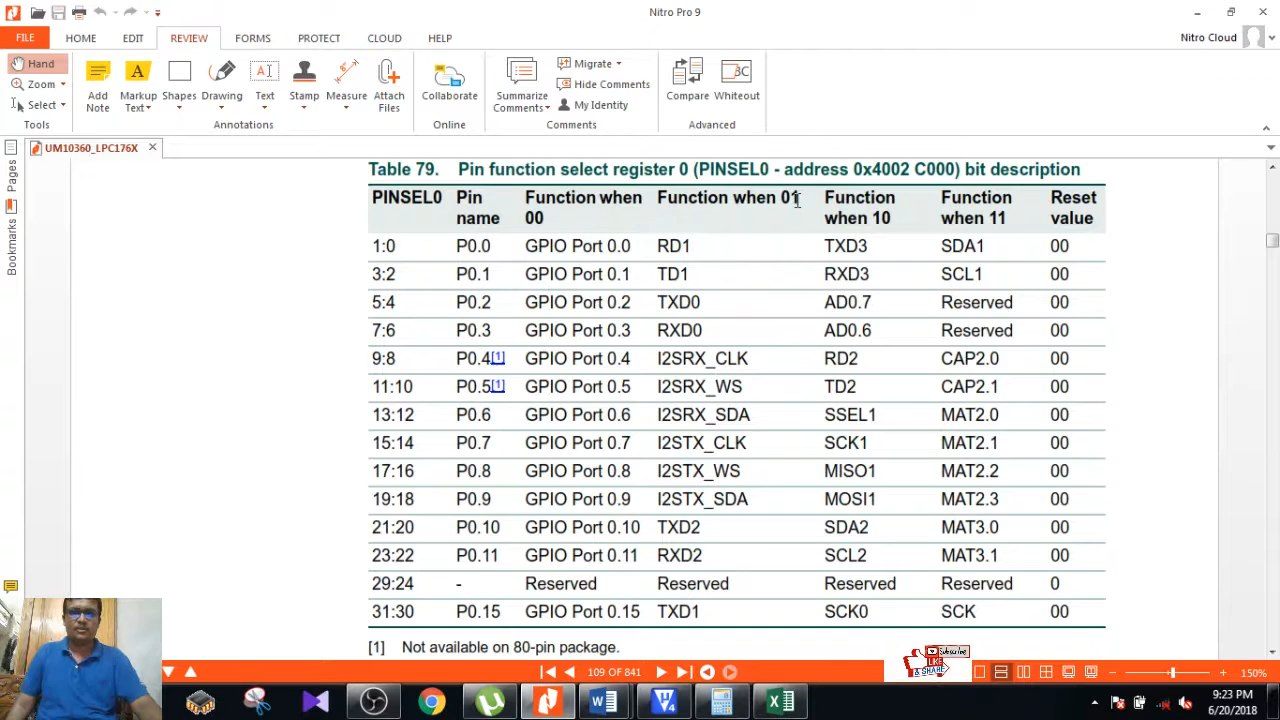 Nitro Pro 9
FILE HOME EDIT REVIEW FORMS PROTECT CLOUD HELP Nitro Cloud
Hand
Zoom
Select
Tools
Add Note
Markup Text
Shapes
Drawing
Text
Stamp
Measure
Attach Files
Annotations
Collaborate
Online
Summarize Comments
Migrate
Hide Comments
My Identity
Comments
Compare
Whiteout
Advanced
UM10360_LPC176X
Pages
Bookmarks
Table 79. Pin function select register 0 (PINSEL0 - address 0x4002 C000) bit description
PINSEL0 Pin name Function when 00 Function when 01 Function when 10 Function when 11 Reset value
1:0 P0.0 GPIO Port 0.0 RD1 TXD3 SDA1 00
3:2 P0.1 GPIO Port 0.1 TD1 RXD3 SCL1 00
5:4 P0.2 GPIO Port 0.2 TXD0 AD0.7 Reserved 00
7:6 P0.3 GPIO Port 0.3 RXD0 AD0.6 Reserved 00
9:8 P0.4[1] GPIO Port 0.4 I2SRX_CLK RD2 CAP2.0 00
11:10 P0.5[1] GPIO Port 0.5 I2SRX_WS TD2 CAP2.1 00
13:12 P0.6 GPIO Port 0.6 I2SRX_SDA SSEL1 MAT2.0 00
15:14 P0.7 GPIO Port 0.7 I2STX_CLK SCK1 MAT2.1 00
17:16 P0.8 GPIO Port 0.8 I2STX_WS MISO1 MAT2.2 00
19:18 P0.9 GPIO Port 0.9 I2STX_SDA MOSI1 MAT2.3 00
21:20 P0.10 GPIO Port 0.10 TXD2 SDA2 MAT3.0 00
23:22 P0.11 GPIO Port 0.11 RXD2 SCL2 MAT3.1 00
29:24 - Reserved Reserved Reserved Reserved 0
31:30 P0.15 GPIO Port 0.15 TXD1 SCK0 SCK 00
[1] Not available on 80-pin package.
Subscribe
LIKE
& SHARE
109 OF 841
150%
9:23 PM
6/20/2018